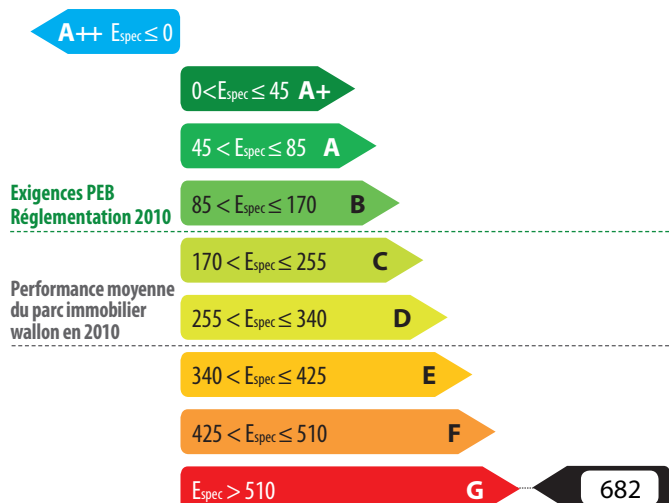 A++ Espec ≤ 0
0<Espec ≤ 45 A+
45 < Espec ≤ 85 A
Exigences PEB
Réglementation 2010
85 < Espec ≤ 170 B
170 < Espec ≤ 255 C
Performance moyenne
du parc immobilier
wallon en 2010
255 < Espec ≤ 340 D
340 < Espec ≤ 425 E
425 < Espec ≤ 510 F
Espec > 510 G
682